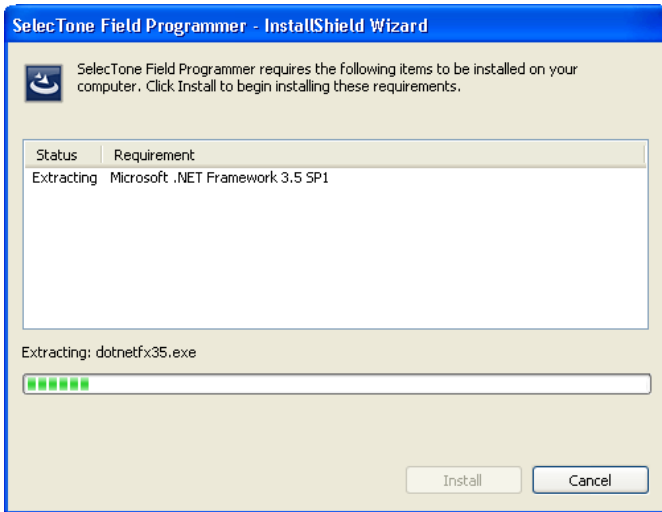 SelecTone Field Programmer - InstallShield Wizard
SelecTone Field Programmer requires the following items to be installed on your
computer. Click Install to begin installing these requirements.
Status Requirement
Extracting Microsoft .NET Framework 3.5 SP1
Extracting: dotnetfx35.exe
Install Cancel